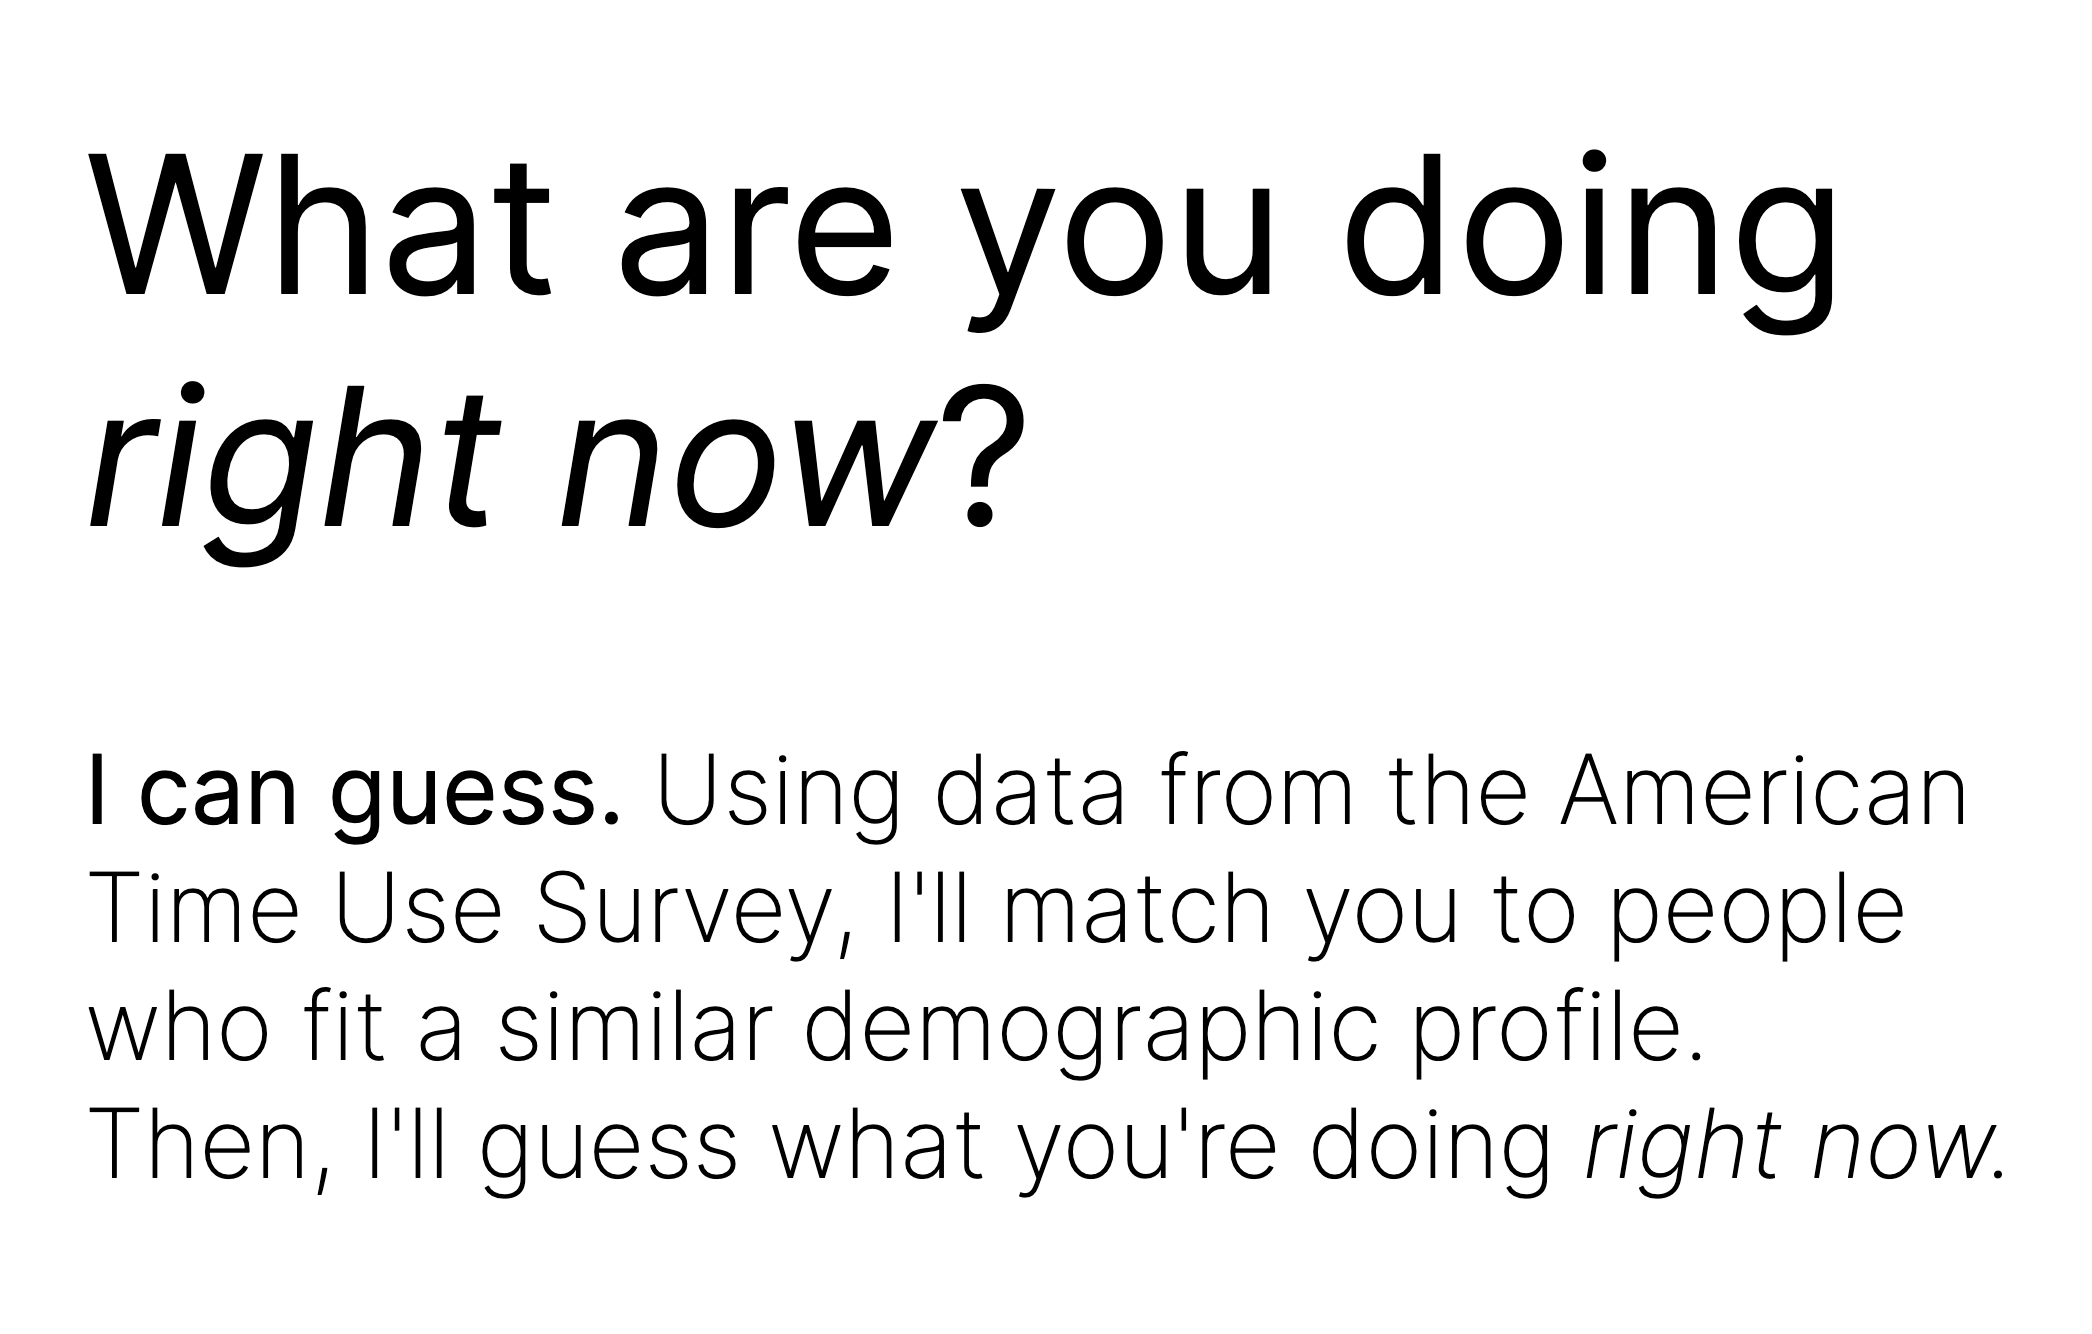 What are you doing
right now?
I can guess. Using data from the American
Time Use Survey, I'll match you to people
who fit a similar demographic profile.
Then, I'll guess what you're doing right now.